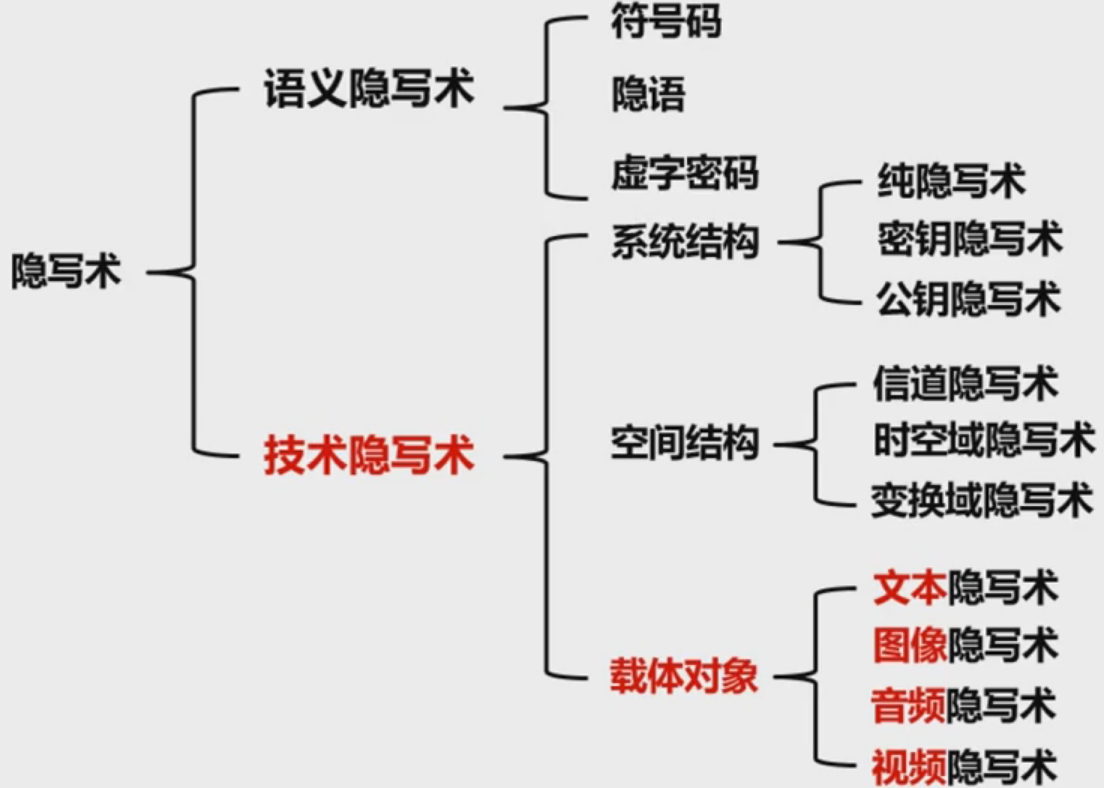 隐写术
语义隐写术
符号码
隐语
虚字密码
技术隐写术
系统结构
纯隐写术
密钥隐写术
公钥隐写术
空间结构
信道隐写术
时空域隐写术
变换域隐写术
载体对象
文本隐写术
图像隐写术
音频隐写术
视频隐写术